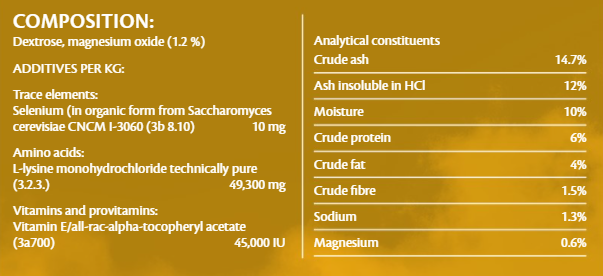 COMPOSITION:
Dextrose, magnesium oxide (1.2 %)
ADDITIVES PER KG:
Trace elements:
Selenium (in organic form from Saccharomyces
cerevisiae CNCM I-3060 (3b 8.10) 10 mg
Amino acids:
L-lysine monohydrochloride technically pure
(3.2.3.) 49,300 mg
Vitamins and provitamins:
Vitamin E/all-rac-alpha-tocopheryl acetate
(3a700) 45,000 IU
Analytical constituents
Crude ash 14.7%
Ash insoluble in HCl 12%
Moisture 10%
Crude protein 6%
Crude fat 4%
Crude fibre 1.5%
Sodium 1.3%
Magnesium 0.6%